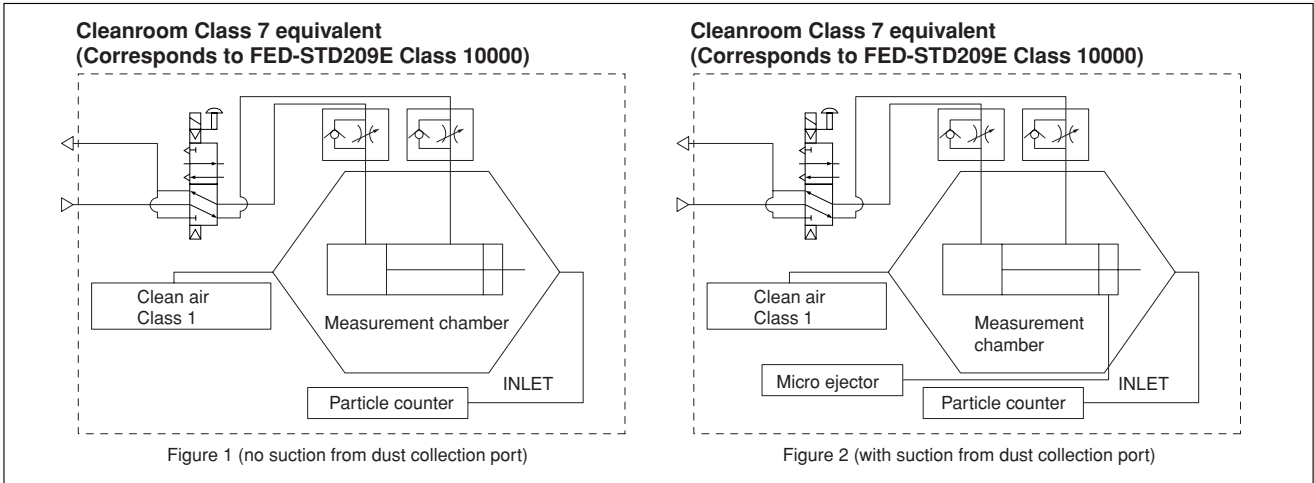 Cleanroom Class 7 equivalent
(Corresponds to FED-STD209E Class 10000)
Clean air
Class 1
Measurement chamber
INLET
Particle counter
Figure 1 (no suction from dust collection port)
Cleanroom Class 7 equivalent
(Corresponds to FED-STD209E Class 10000)
Clean air
Class 1
Measurement
chamber
Micro ejector
INLET
Particle counter
Figure 2 (with suction from dust collection port)